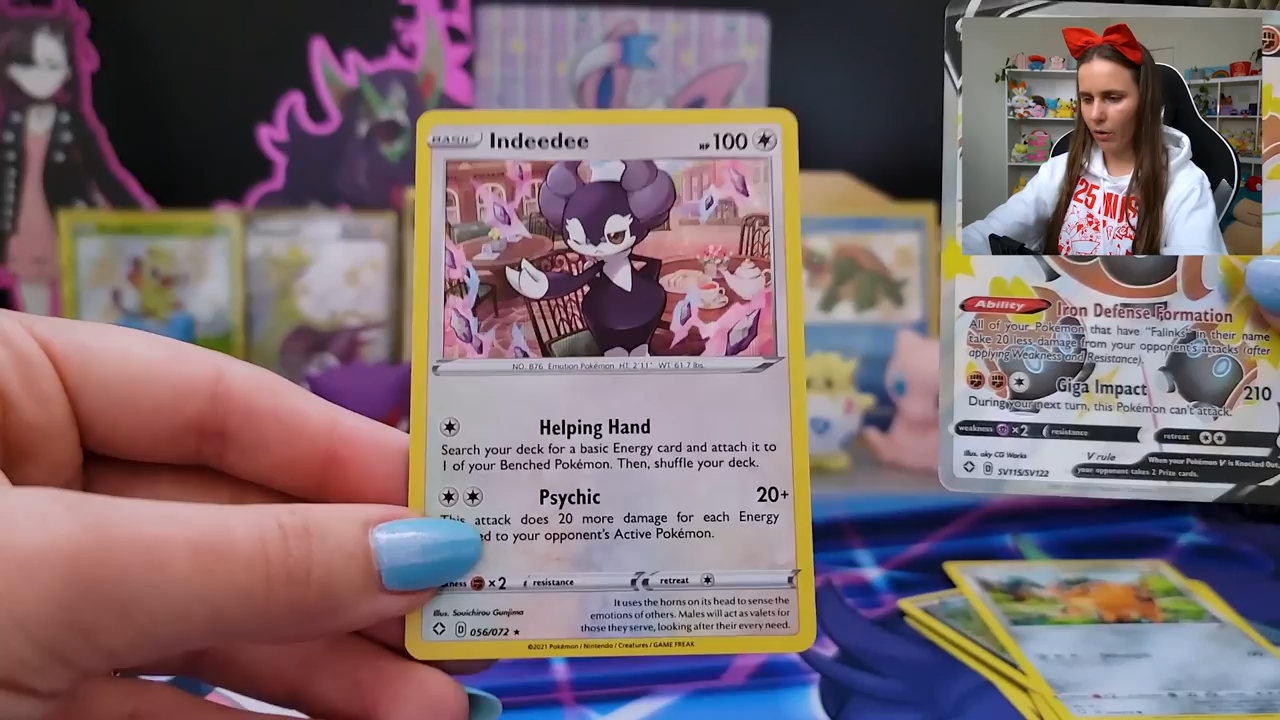 BASIC Indeedee HP 100
NO. 876 Emotion Pokémon HT: 2'11" WT: 61.7 lbs.
Helping Hand
Search your deck for a basic Energy card and attach it to
1 of your Benched Pokémon. Then, shuffle your deck.
Psychic 20+
This attack does 20 more damage for each Energy
to your opponent's Active Pokémon.
×2 resistance retreat
It uses the horns on its head to sense the
emotions of others. Males will act as valets for
those they serve, looking after their every need.
Illus. Souichirou Gunjima
D 056/072 ★
©2021 Pokémon / Nintendo / Creatures / GAME FREAK
25
Ability Iron Defense Formation
All of your Pokémon that have "Falinks" in their name
take 20 less damage from your opponent's attacks (after
applying Weakness and Resistance).
Giga Impact 210
During your next turn, this Pokémon can't attack.
weakness ×2 resistance retreat
Illus. aky CG Works
V rule
When your Pokémon V is Knocked Out,
your opponent takes 2 Prize cards.
D SV115/SV122